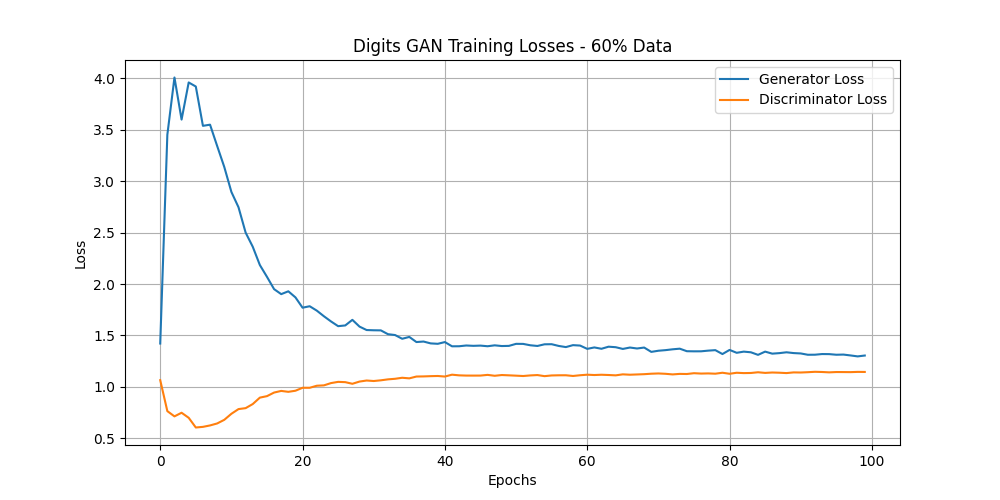 Digits GAN Training Losses - 60% Data
Generator Loss
Discriminator Loss
4.0
3.5
3.0
2.5
2.0
1.5
1.0
0.5
Loss
0 20 40 60 80 100
Epochs